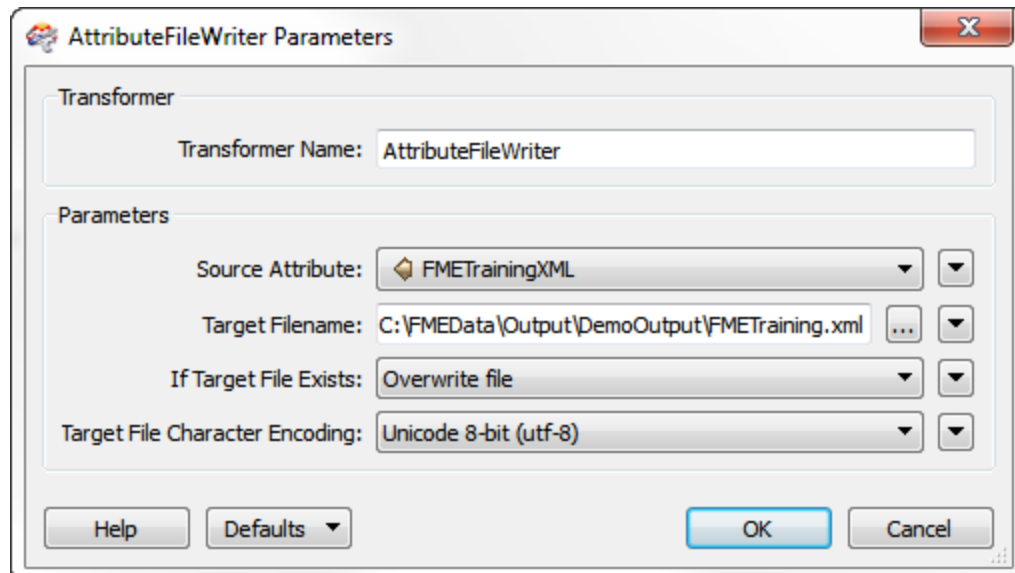 AttributeFileWriter Parameters
Transformer
Transformer Name: AttributeFileWriter
Parameters
Source Attribute: FMETrainingXML
Target Filename: C:\FMEData\Output\DemoOutput\FMETraining.xml ...
If Target File Exists: Overwrite file
Target File Character Encoding: Unicode 8-bit (utf-8)
Help Defaults OK Cancel